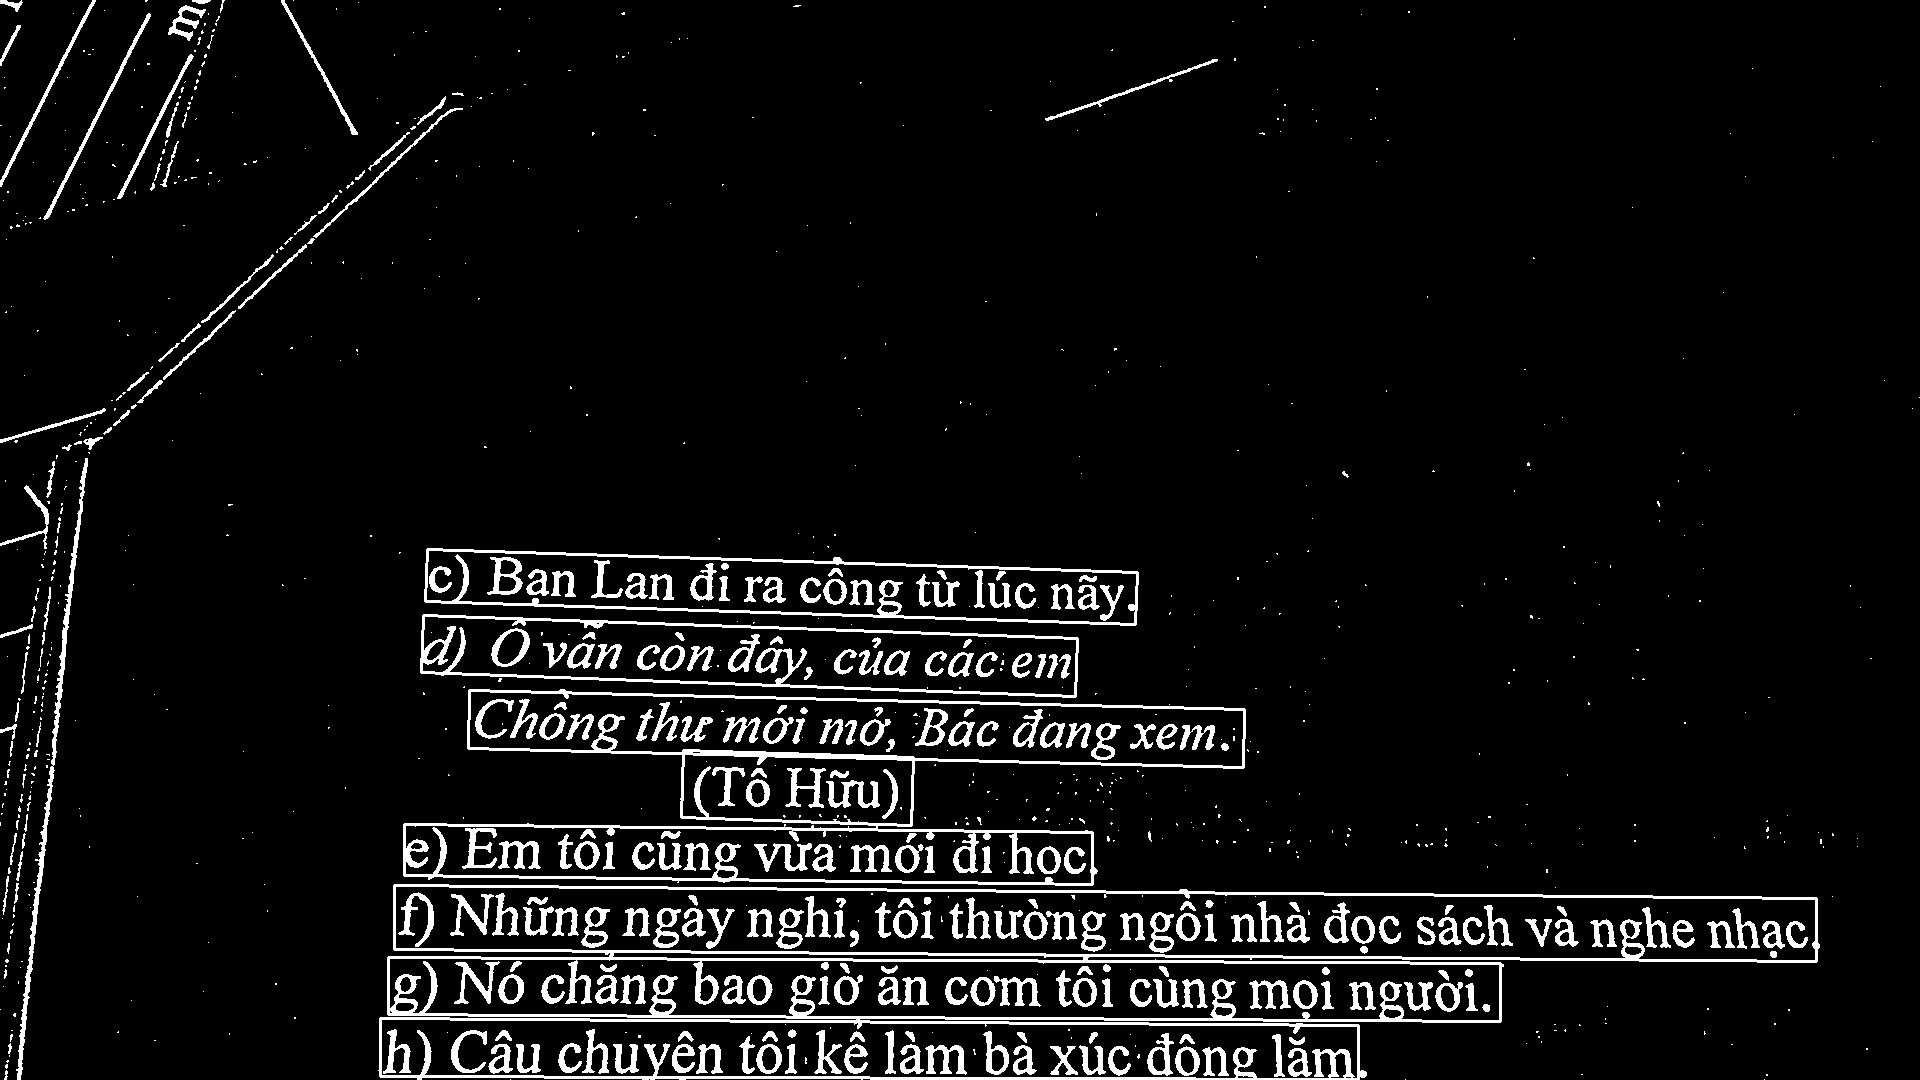 c) Bạn Lan đi ra cổng từ lúc nãy.
d) Ô vẫn còn đây, của các em
Chồng thư mới mở, Bác đang xem.
(Tố Hữu)
e) Em tôi cũng vừa mới đi học.
f) Những ngày nghỉ, tôi thường ngồi nhà đọc sách và nghe nhạc.
g) Nó chẳng bao giờ ăn cơm tối cùng mọi người.
h) Câu chuyện tôi kể làm bà xúc động lắm.